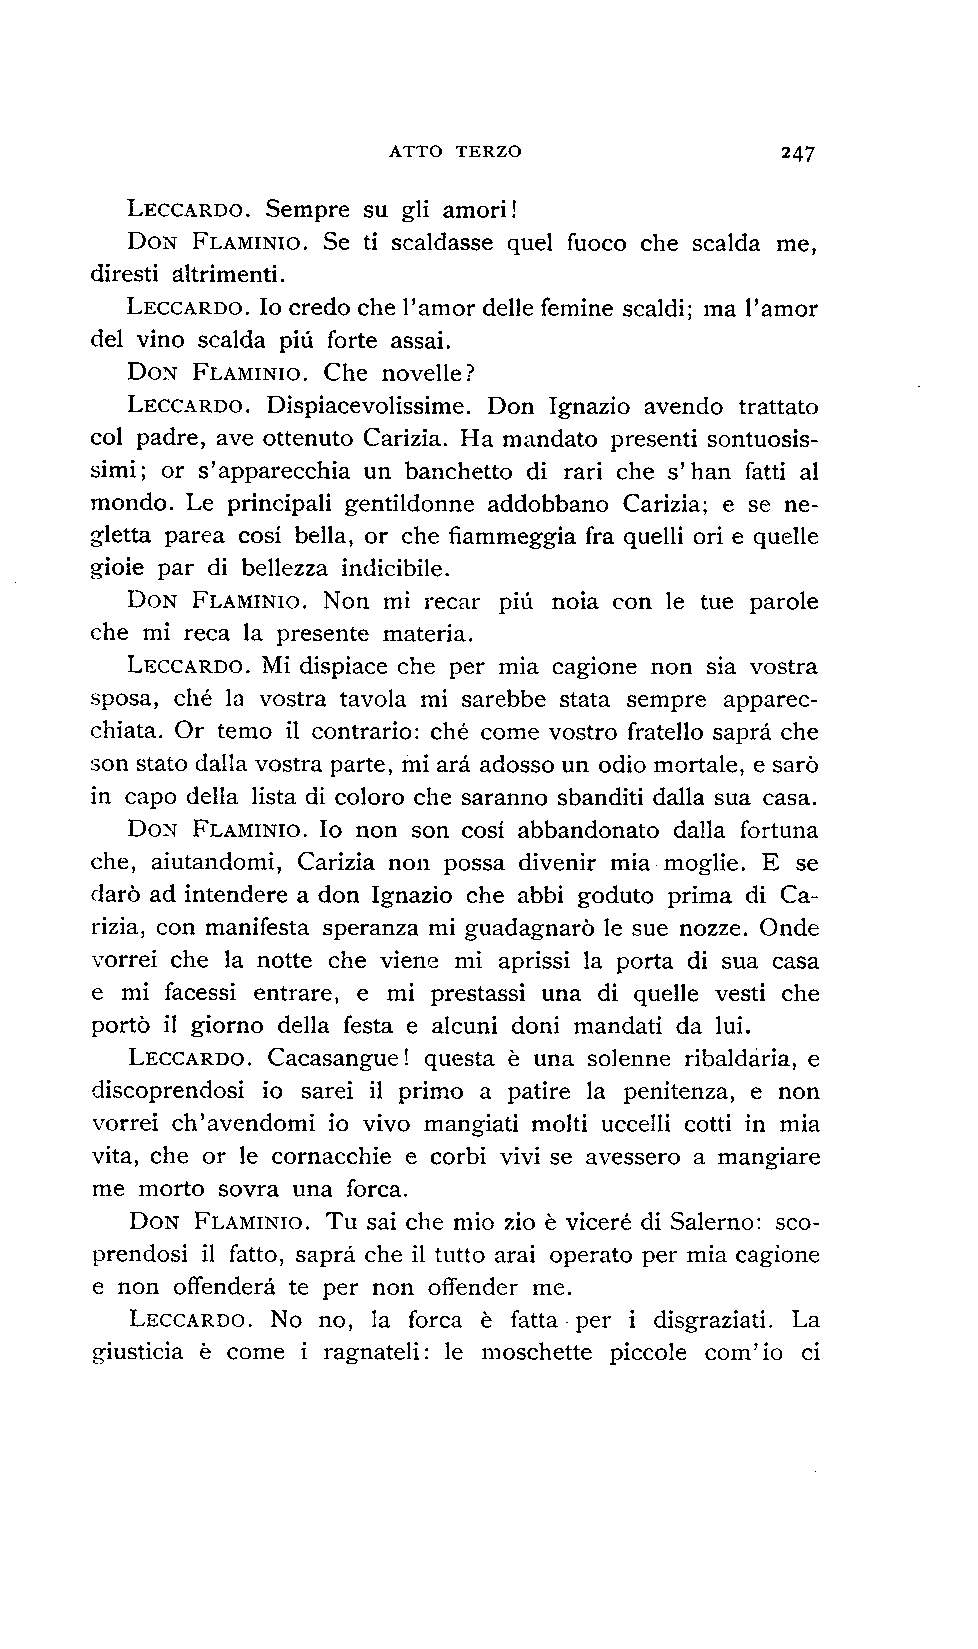 ATTO TERZO 247
LECCARDO. Sempre su gli amori!
DON FLAMINIO. Se ti scaldasse quel fuoco che scalda me,
diresti altrimenti.
LECCARDO. Io credo che l'amor delle femine scaldi; ma l'amor
del vino scalda piú forte assai.
DON FLAMINIO. Che novelle?
LECCARDO. Dispiacevolissime. Don Ignazio avendo trattato
col padre, ave ottenuto Carizia. Ha mandato presenti sontuosis-
simi; or s'apparecchia un banchetto di rari che s'han fatti al
mondo. Le principali gentildonne addobbano Carizia; e se ne-
gletta parea cosí bella, or che fiammeggia fra quelli ori e quelle
gioie par di bellezza indicibile.
DON FLAMINIO. Non mi recar piú noia con le tue parole
che mi reca la presente materia.
LECCARDO. Mi dispiace che per mia cagione non sia vostra
sposa, ché la vostra tavola mi sarebbe stata sempre apparec-
chiata. Or temo il contrario: ché come vostro fratello saprá che
son stato dalla vostra parte, mi ará adosso un odio mortale, e sarò
in capo della lista di coloro che saranno sbanditi dalla sua casa.
DON FLAMINIO. Io non son cosí abbandonato dalla fortuna
che, aiutandomi, Carizia non possa divenir mia moglie. E se
darò ad intendere a don Ignazio che abbi goduto prima di Ca-
rizia, con manifesta speranza mi guadagnarò le sue nozze. Onde
vorrei che la notte che viene mi aprissi la porta di sua casa
e mi facessi entrare, e mi prestassi una di quelle vesti che
portò il giorno della festa e alcuni doni mandati da lui.
LECCARDO. Cacasangue! questa è una solenne ribaldaria, e
discoprendosi io sarei il primo a patire la penitenza, e non
vorrei ch'avendomi io vivo mangiati molti uccelli cotti in mia
vita, che or le cornacchie e corbi vivi se avessero a mangiare
me morto sovra una forca.
DON FLAMINIO. Tu sai che mio zio è viceré di Salerno: sco-
prendosi il fatto, saprá che il tutto arai operato per mia cagione
e non offenderá te per non offender me.
LECCARDO. No no, la forca è fatta per i disgraziati. La
giusticia è come i ragnateli: le moschette piccole com'io ci